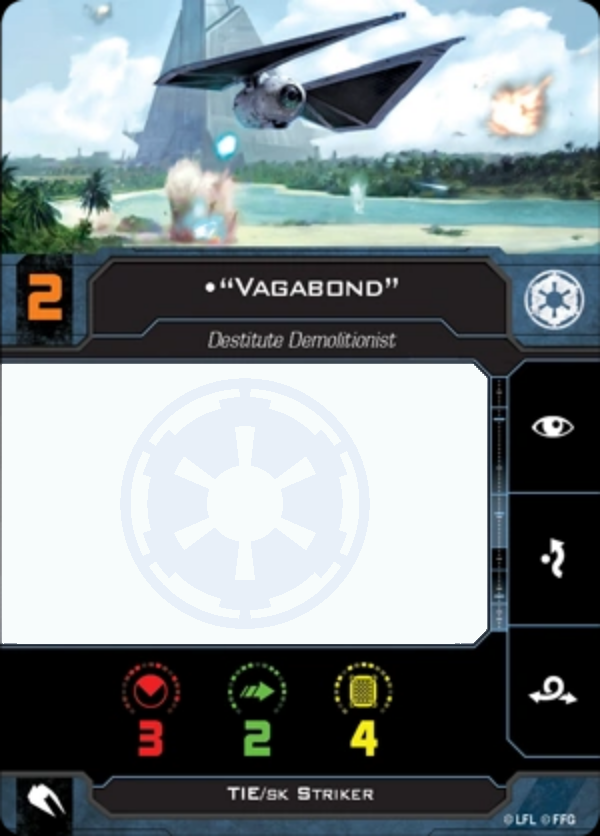 2
•“VAGABOND”
Destitute Demolitionist
3 2 4
TIE/SK STRIKER
© LFL © FFG